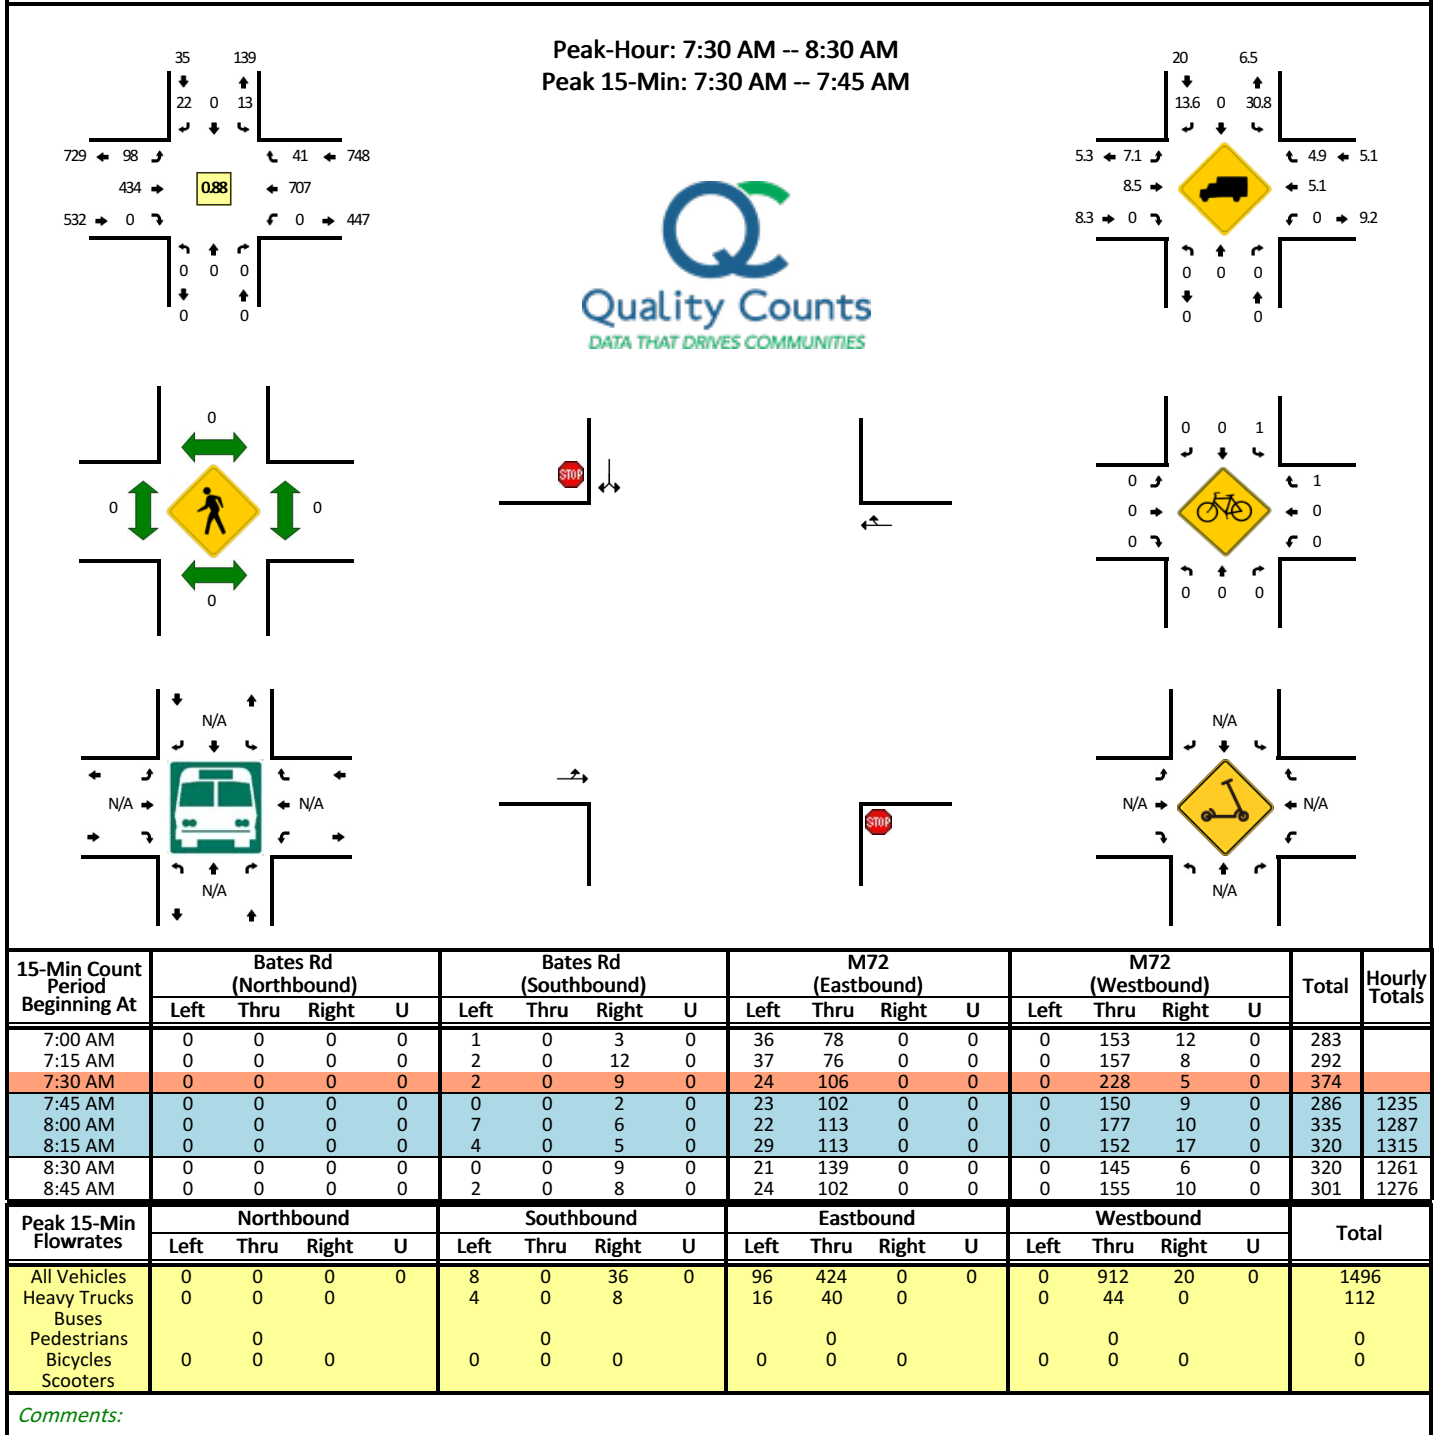 Peak-Hour: 7:30 AM -- 8:30 AM
Peak 15-Min: 7:30 AM -- 7:45 AM
35 139
22 0 13
729 98 41 748
434 0.88 707
532 0 0 447
0 0 0
0 0
QC
Quality Counts
DATA THAT DRIVES COMMUNITIES
20 6.5
13.6 0 30.8
5.3 7.1 4.9 5.1
8.5 5.1
8.3 0 0 9.2
0 0 0
0 0
0
0 0
0
STOP
0 0 1
0 1
0 0
0 0
0 0 0
N/A
N/A N/A
N/A
STOP
N/A
N/A N/A
N/A
15-Min Count Period Beginning At Bates Rd (Northbound) Bates Rd (Southbound) M72 (Eastbound) M72 (Westbound) Total Hourly Totals
Left Thru Right U Left Thru Right U Left Thru Right U Left Thru Right U
7:00 AM 0 0 0 0 1 0 3 0 36 78 0 0 0 153 12 0 283
7:15 AM 0 0 0 0 2 0 12 0 37 76 0 0 0 157 8 0 292
7:30 AM 0 0 0 0 2 0 9 0 24 106 0 0 0 228 5 0 374
7:45 AM 0 0 0 0 0 0 2 0 23 102 0 0 0 150 9 0 286 1235
8:00 AM 0 0 0 0 7 0 6 0 22 113 0 0 0 177 10 0 335 1287
8:15 AM 0 0 0 0 4 0 5 0 29 113 0 0 0 152 17 0 320 1315
8:30 AM 0 0 0 0 0 0 9 0 21 139 0 0 0 145 6 0 320 1261
8:45 AM 0 0 0 0 2 0 8 0 24 102 0 0 0 155 10 0 301 1276
Peak 15-Min Flowrates Northbound Southbound Eastbound Westbound Total
Left Thru Right U Left Thru Right U Left Thru Right U Left Thru Right U
All Vehicles 0 0 0 0 8 0 36 0 96 424 0 0 0 912 20 0 1496
Heavy Trucks 0 0 0 4 0 8 16 40 0 0 44 0 112
Buses
Pedestrians 0 0 0 0 0
Bicycles 0 0 0 0 0 0 0 0 0 0 0 0 0
Scooters
Comments: